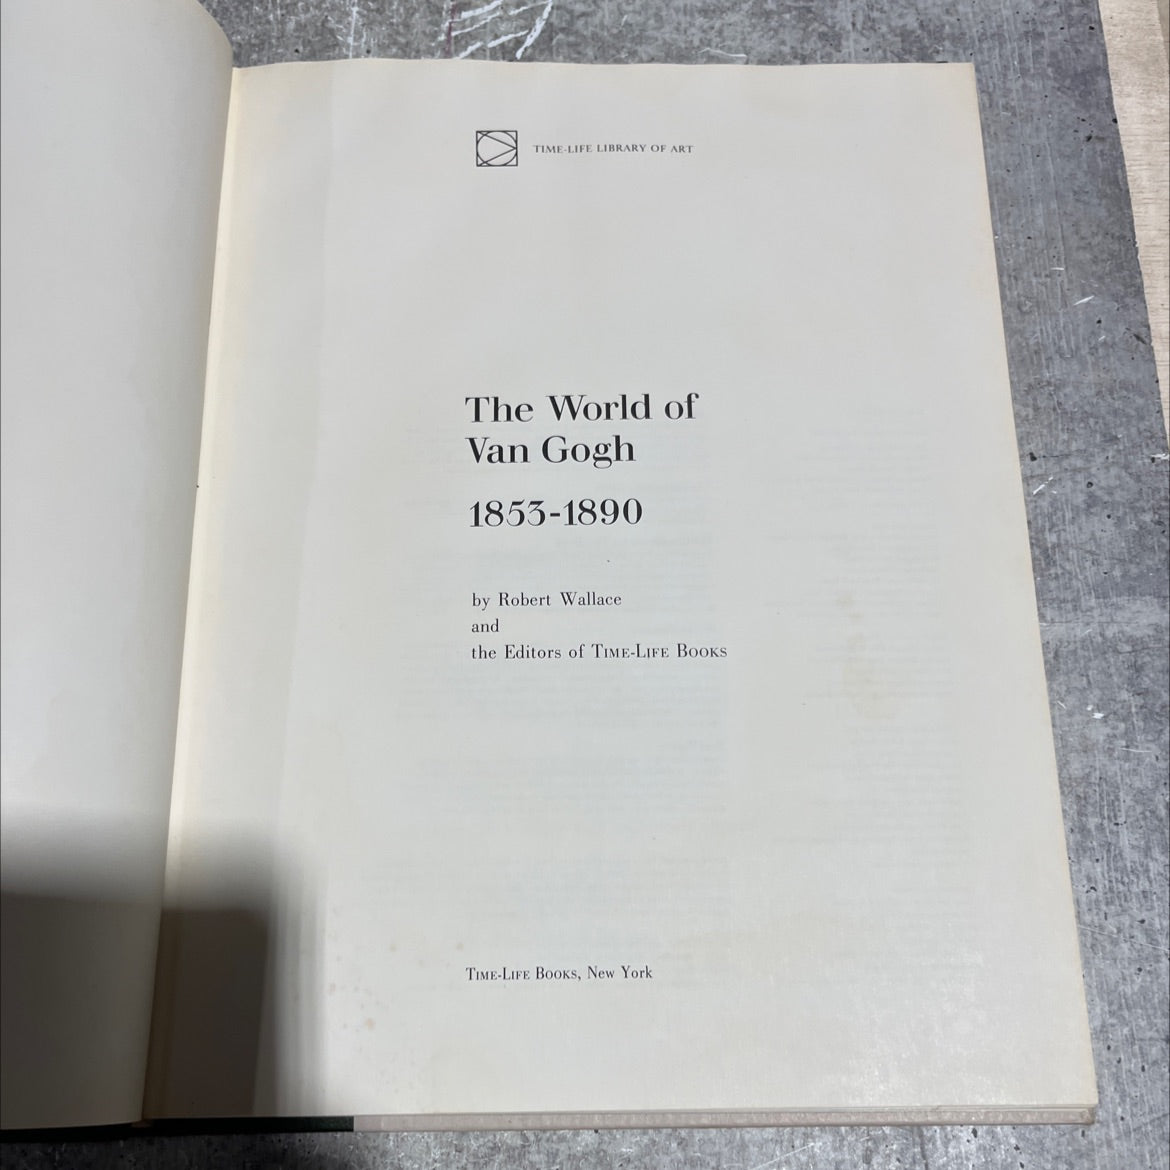 TIME-LIFE LIBRARY OF ART
The World of
Van Gogh
1853-1890
by Robert Wallace
and
the Editors of TIME-LIFE BOOKS
TIME-LIFE BOOKS, New York